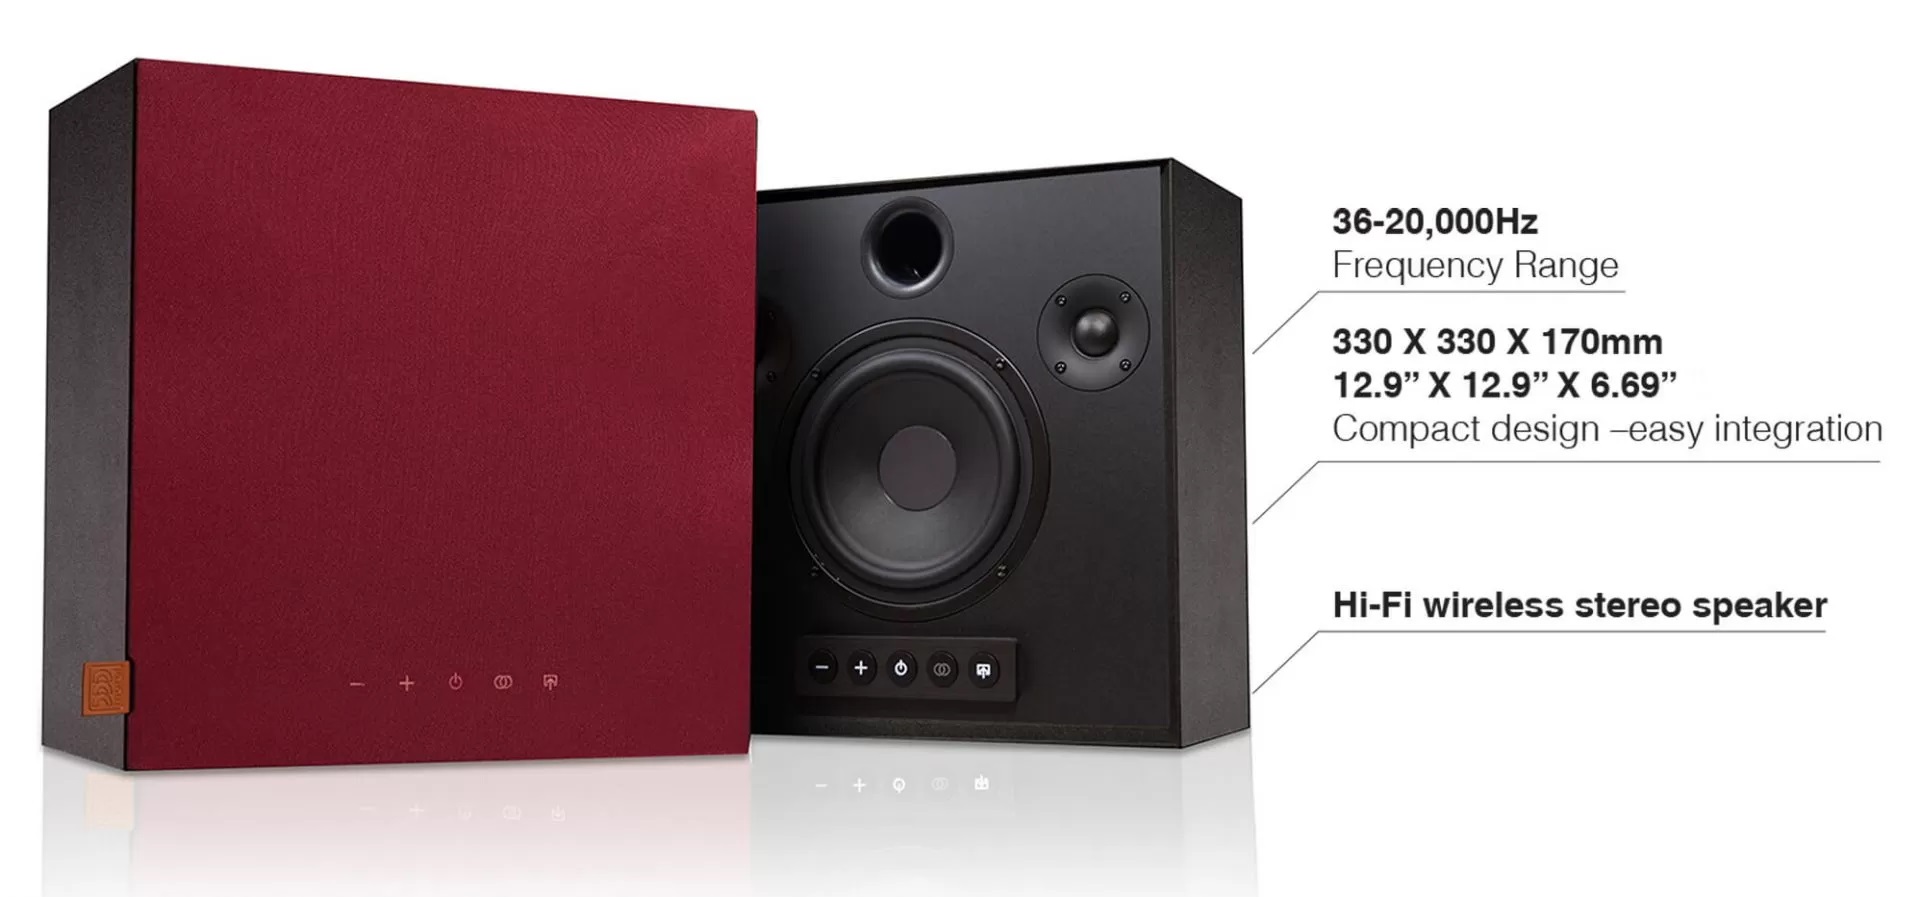 36-20,000Hz
Frequency Range
330 X 330 X 170mm
12.9” X 12.9” X 6.69”
Compact design –easy integration
Hi-Fi wireless stereo speaker